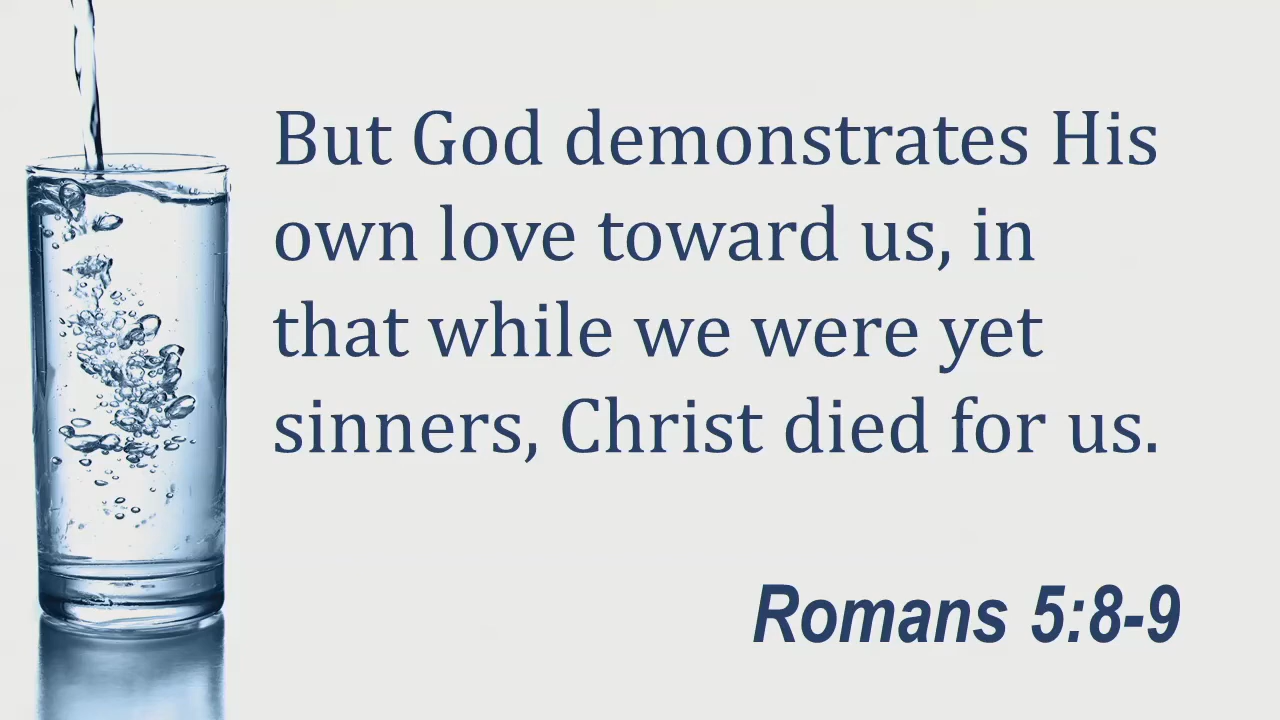 But God demonstrates His
own love toward us, in
that while we were yet
sinners, Christ died for us.
Romans 5:8-9